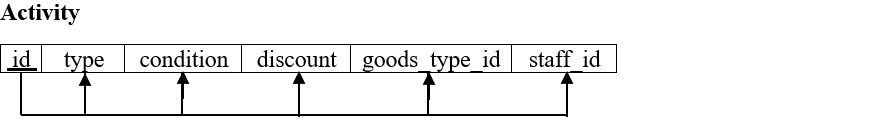 Activity
id type condition discount goods_type_id staff_id